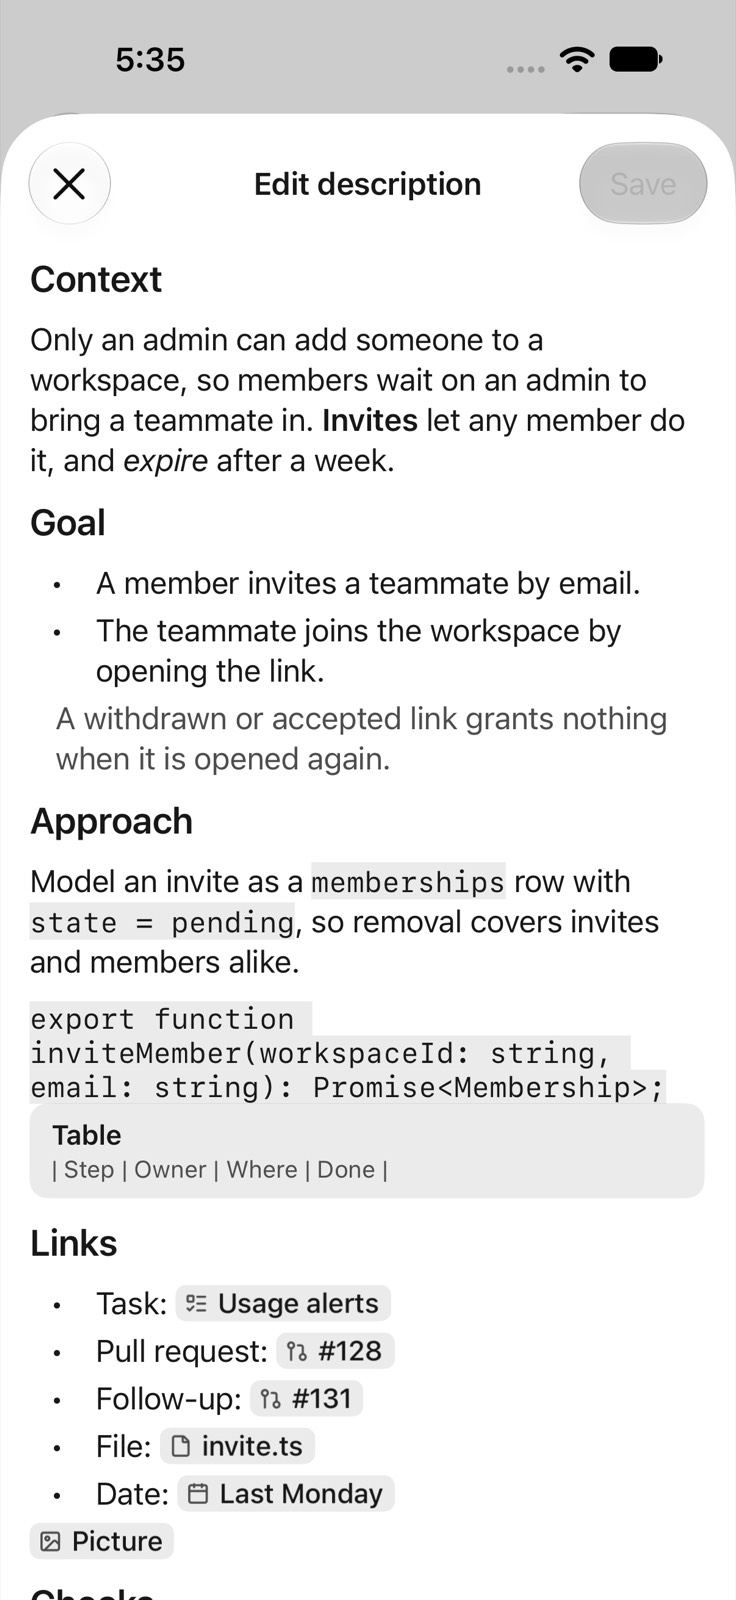 5:35
Edit description
Save
Context
Only an admin can add someone to a
workspace, so members wait on an admin to
bring a teammate in. Invites let any member do
it, and expire after a week.
Goal
• A member invites a teammate by email.
• The teammate joins the workspace by
opening the link.
A withdrawn or accepted link grants nothing
when it is opened again.
Approach
Model an invite as a memberships row with
state = pending, so removal covers invites
and members alike.
export function
inviteMember(workspaceId: string,
email: string): Promise<Membership>;
Table
| Step | Owner | Where | Done |
Links
• Task: Usage alerts
• Pull request: #128
• Follow-up: #131
• File: invite.ts
• Date: Last Monday
Picture